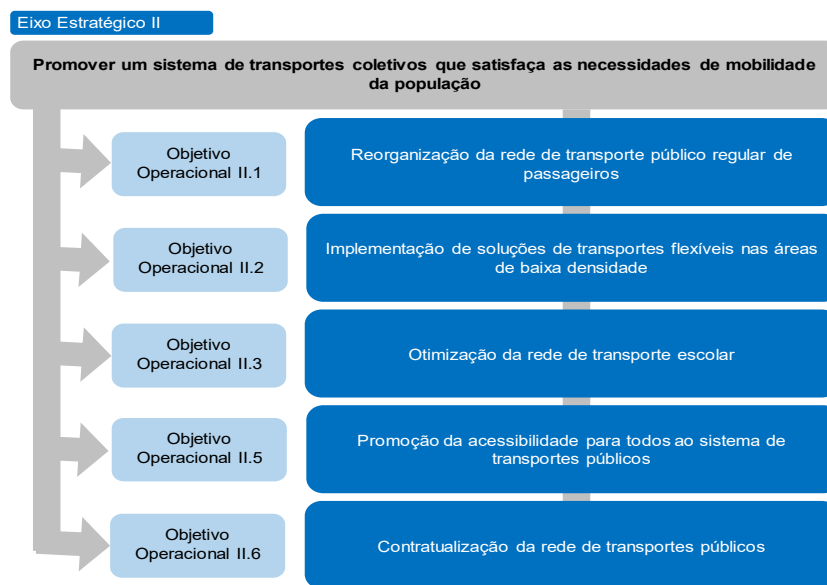 Eixo Estratégico II
Promover um sistema de transportes coletivos que satisfaça as necessidades de mobilidade
da população
Objetivo
Operacional II.1
Reorganização da rede de transporte público regular de
passageiros
Objetivo
Operacional II.2
Implementação de soluções de transportes flexíveis nas áreas
de baixa densidade
Objetivo
Operacional II.3
Otimização da rede de transporte escolar
Objetivo
Operacional II.5
Promoção da acessibilidade para todos ao sistema de
transportes públicos
Objetivo
Operacional II.6
Contratualização da rede de transportes públicos